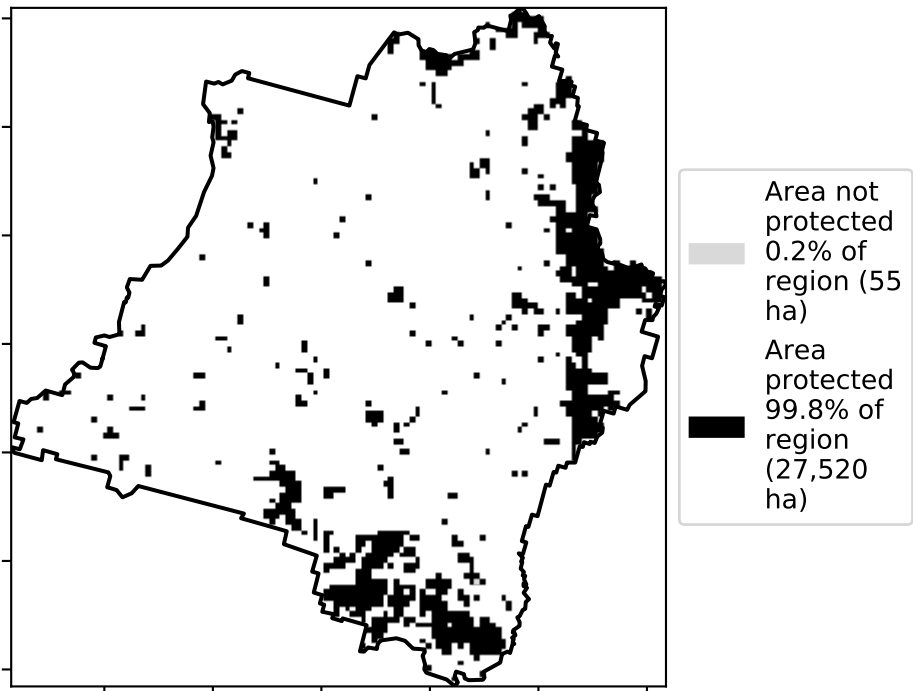 Area not
protected
0.2% of
region (55
ha)
Area
protected
99.8% of
region
(27,520
ha)